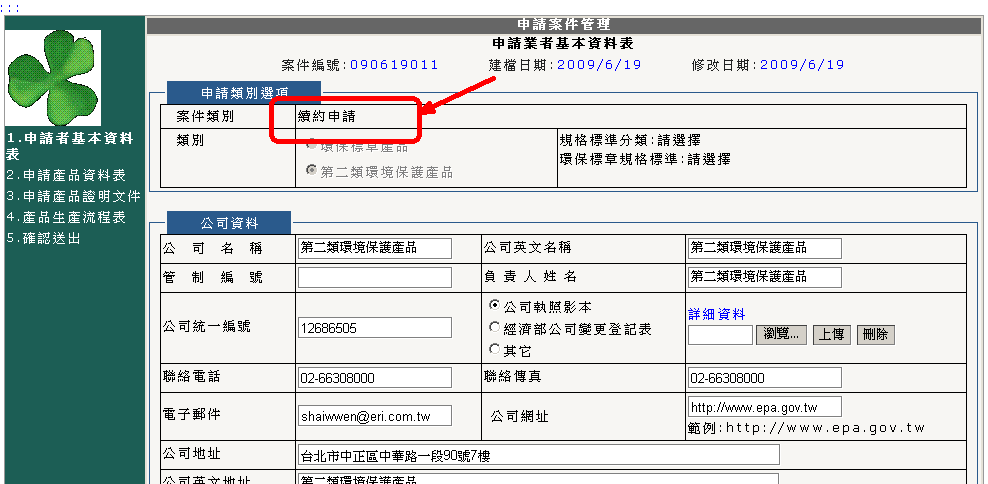 :::
申請案件管理
申請業者基本資料表
案件編號:090619011 建檔日期:2009/6/19 修改日期:2009/6/19
1.申請者基本資料表
2.申請產品資料表
3.申請產品證明文件
4.產品生產流程表
5.確認送出
申請類別選項
案件類別 續約申請
類別 環保標章產品 規格標準分類:請選擇
第二類環境保護產品 環保標章規格標準:請選擇
公司資料
公 司 名 稱 第二類環境保護產品 公司英文名稱 第二類環境保護產品
管 制 編 號 負 責 人 姓 名 第二類環境保護產品
公司統一編號 12686505 公司執照影本 詳細資料
經濟部公司變更登記表 瀏覽... 上傳 刪除
其它
聯絡電話 02-66308000 聯絡傳真 02-66308000
電子郵件 shaiwwen@eri.com.tw 公司網址 http://www.epa.gov.tw
範例:http://www.epa.gov.tw
公司地址 台北市中正區中華路一段90號7樓
公司英文地址 第二類環境保護產品